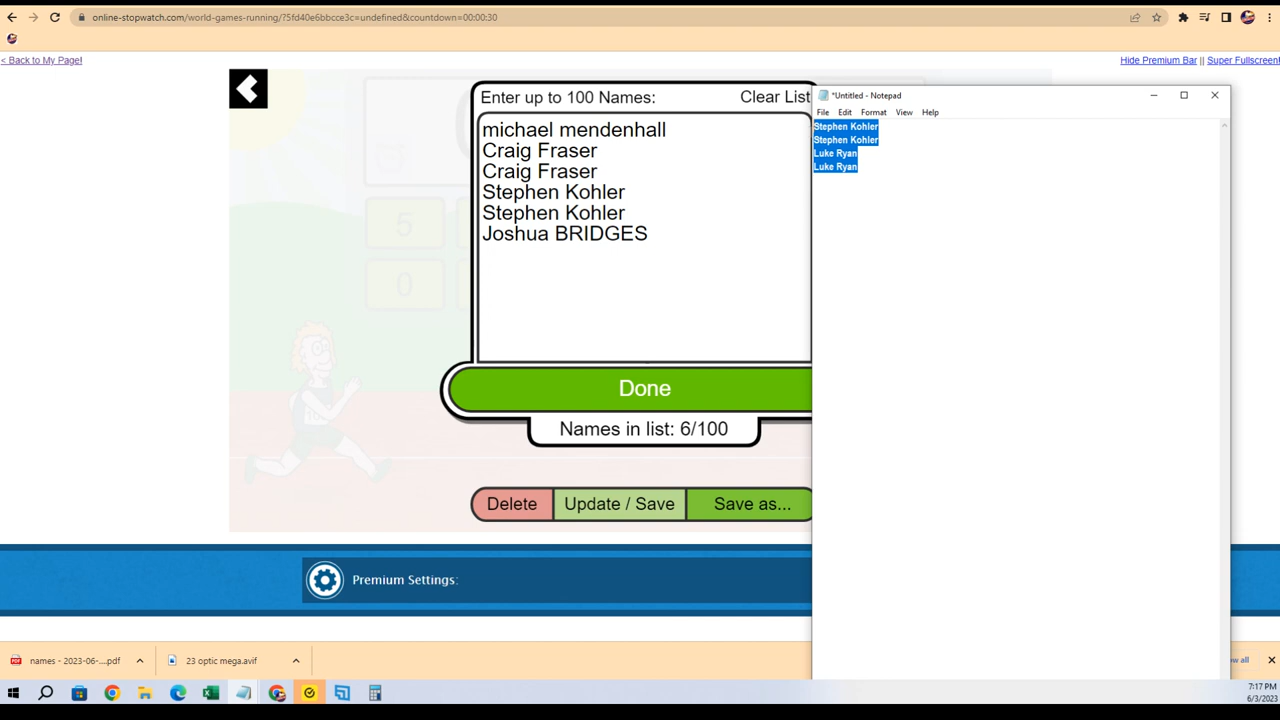 online-stopwatch.com/world-games-running/?5fd40e6bbcce3c=undefined&countdown=00:00:30
< Back to My Page!
Hide Premium Bar || Super Fullscreen!
Enter up to 100 Names:
Clear List
michael mendenhall
Craig Fraser
Craig Fraser
Stephen Kohler
Stephen Kohler
Joshua BRIDGES
5
0
Done
Names in list: 6/100
Delete
Update / Save
Save as...
*Untitled - Notepad
File Edit Format View Help
Stephen Kohler
Stephen Kohler
Luke Ryan
Luke Ryan
Premium Settings:
names - 2023-06-....pdf
23 optic mega.avif
all
7:17 PM
6/3/2023